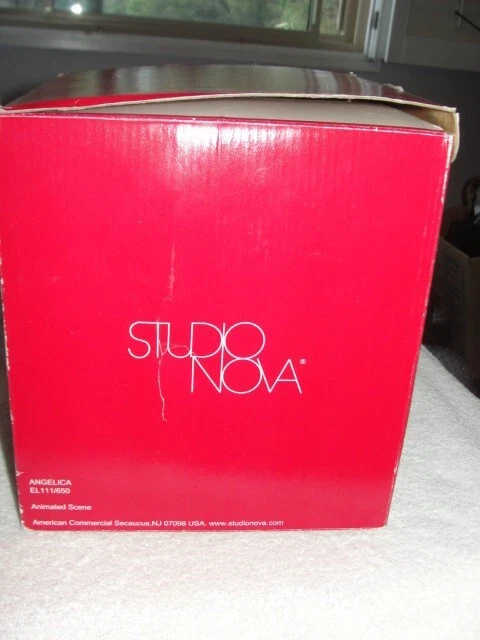 STUDIO
NOVA®
ANGELICA
EL111/650
Animated Scene
American Commercial Secaucus,NJ 07096 USA. www.studionova.com